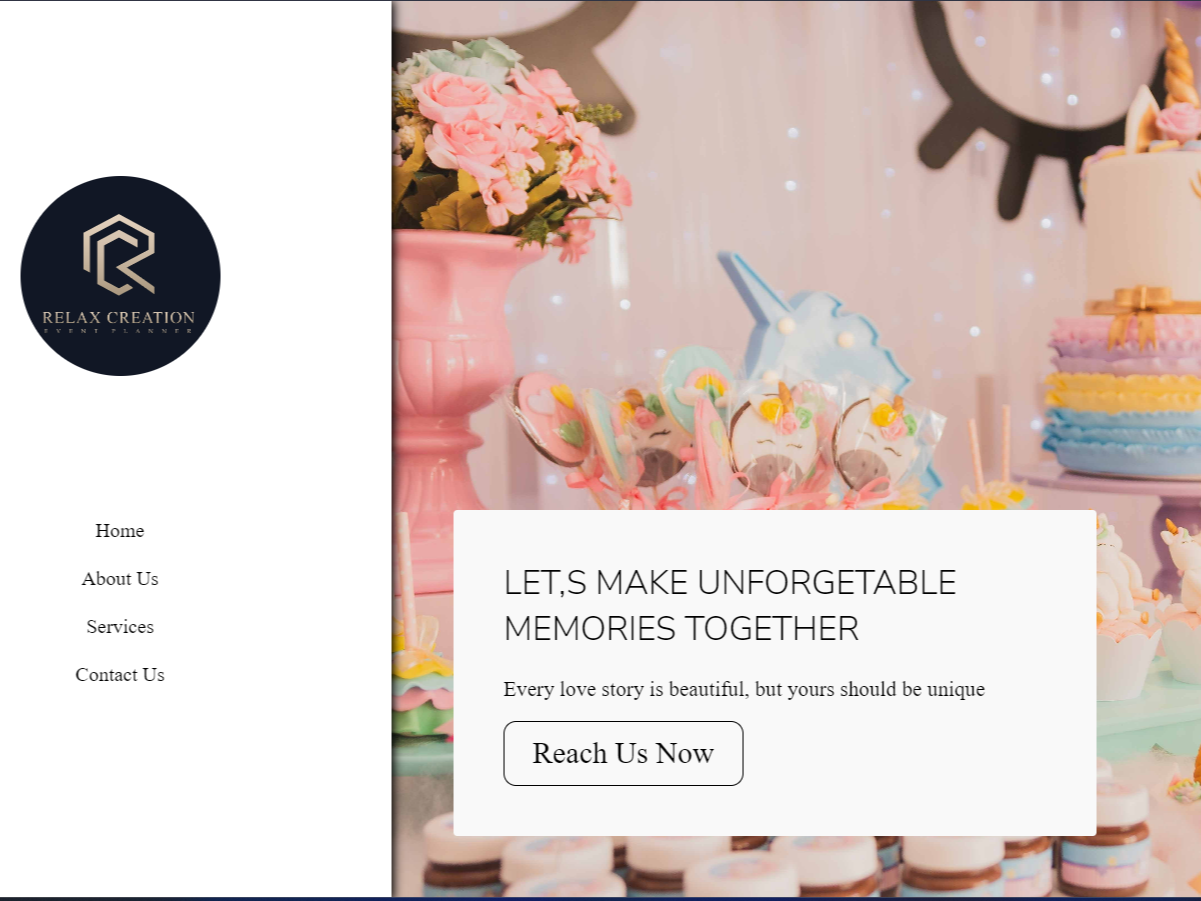 RELAX CREATION
EVENT PLANNER
Home
About Us
Services
Contact Us
LET,S MAKE UNFORGETABLE
MEMORIES TOGETHER
Every love story is beautiful, but yours should be unique
Reach Us Now